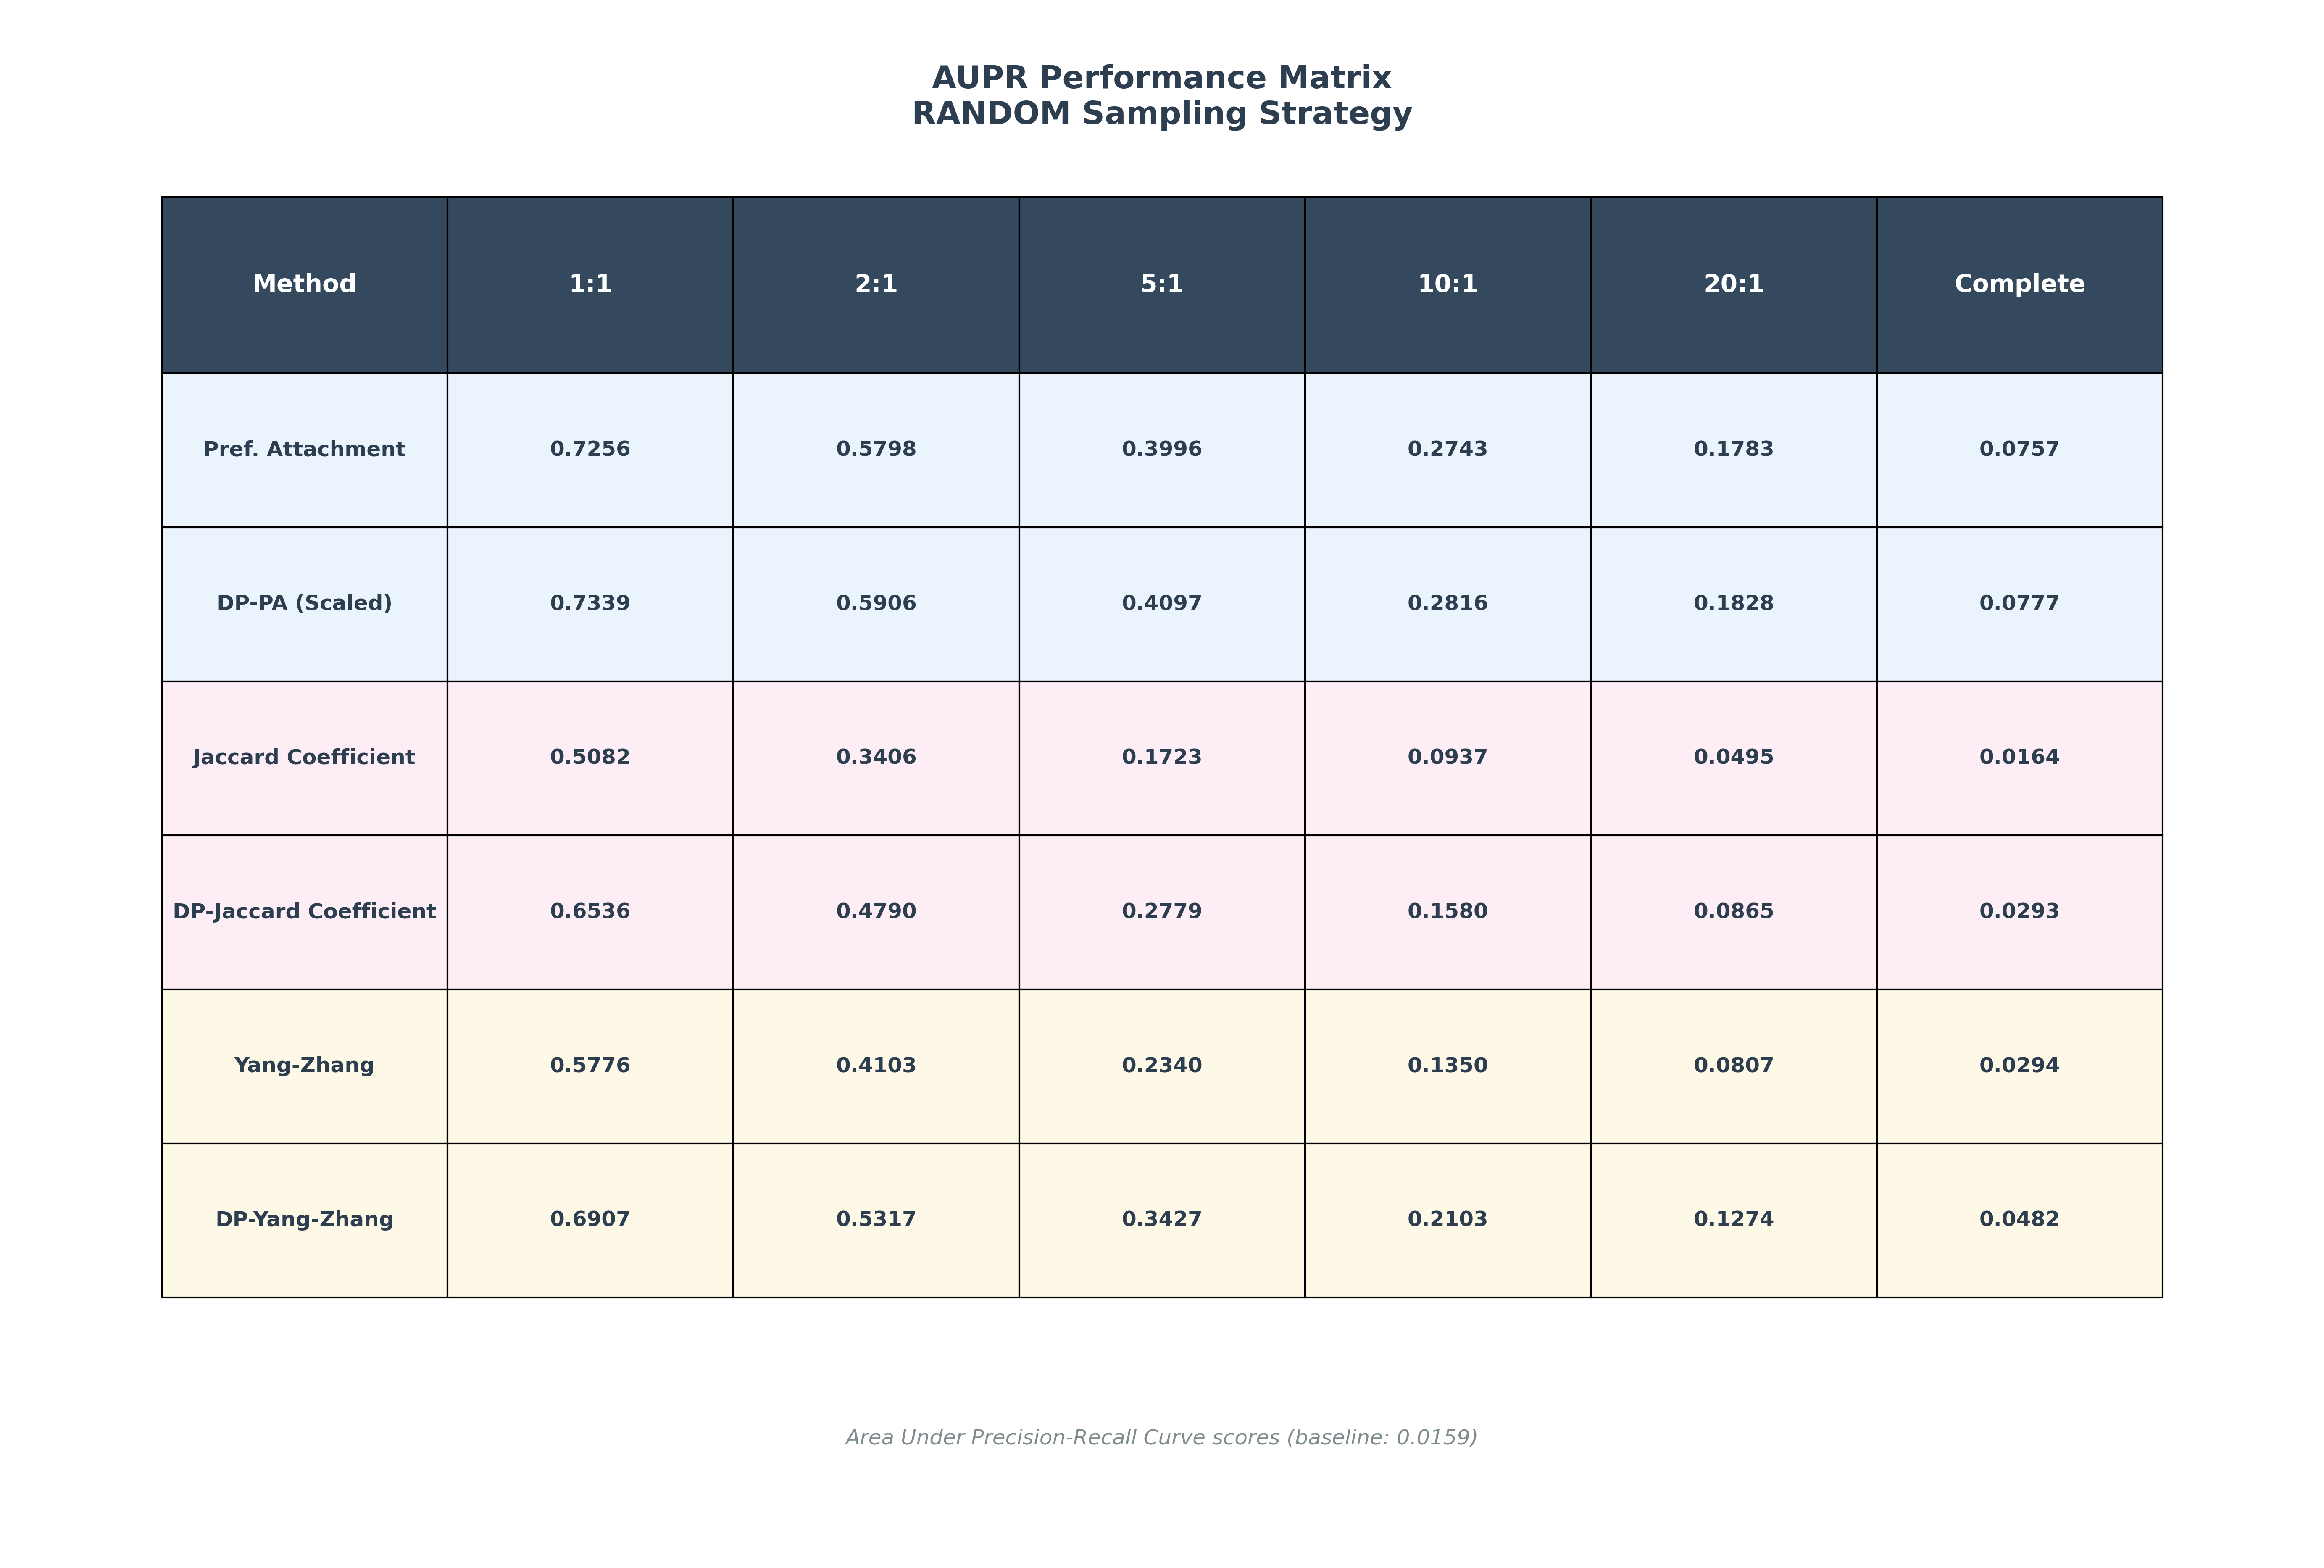 AUPR Performance Matrix
RANDOM Sampling Strategy
Method 1:1 2:1 5:1 10:1 20:1 Complete
Pref. Attachment 0.7256 0.5798 0.3996 0.2743 0.1783 0.0757
DP-PA (Scaled) 0.7339 0.5906 0.4097 0.2816 0.1828 0.0777
Jaccard Coefficient 0.5082 0.3406 0.1723 0.0937 0.0495 0.0164
DP-Jaccard Coefficient 0.6536 0.4790 0.2779 0.1580 0.0865 0.0293
Yang-Zhang 0.5776 0.4103 0.2340 0.1350 0.0807 0.0294
DP-Yang-Zhang 0.6907 0.5317 0.3427 0.2103 0.1274 0.0482
Area Under Precision-Recall Curve scores (baseline: 0.0159)